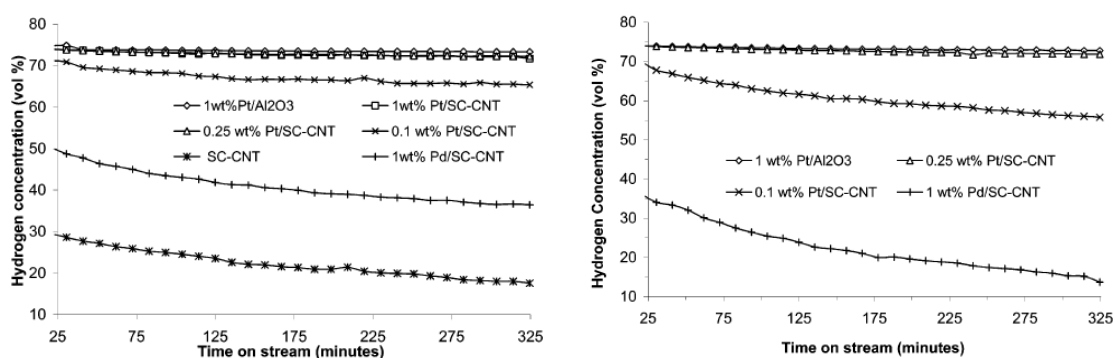 Hydrogen concentration (vol %)
80
70
60
50
40
30
20
10
1wt%Pt/Al2O3
1wt% Pt/SC-CNT
0.25 wt% Pt/SC-CNT
0.1 wt% Pt/SC-CNT
SC-CNT
1wt% Pd/SC-CNT
25 75 125 175 225 275 325
Time on stream (minutes)
Hydrogen Concentration (vol %)
80
70
60
50
40
30
20
10
1 wt% Pt/Al2O3
0.25 wt% Pt/SC-CNT
0.1 wt% Pt/SC-CNT
1 wt% Pd/SC-CNT
25 75 125 175 225 275 325
Time on stream (minutes)